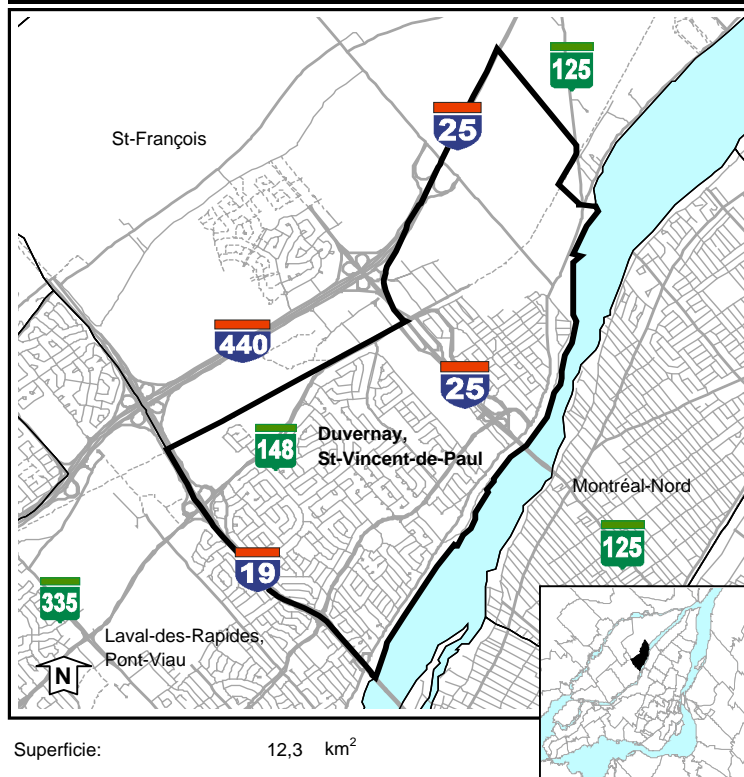 125
25
St-François
440
25
Duvernay,
St-Vincent-de-Paul
148
Montréal-Nord
125
19
335
Laval-des-Rapides,
Pont-Viau
N
Superficie: 12,3 km²